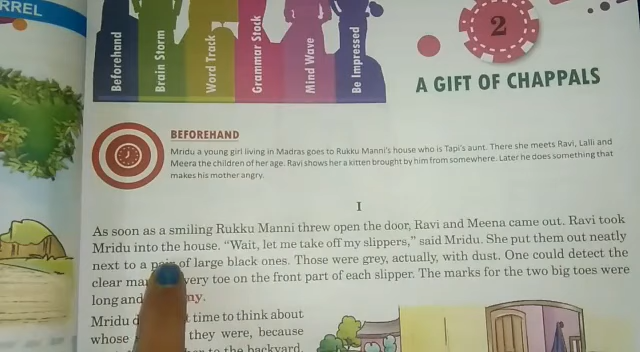 RREL
Beforehand
Brain Storm
Word Track
Grammar Stock
Mind Wave
Be Impressed
2
A GIFT OF CHAPPALS
BEFOREHAND
Mridu a young girl living in Madras goes to Rukku Manni's house who is Tapi's aunt. There she meets Ravi, Lalli and
Meera the children of her age. Ravi shows her a kitten brought by him from somewhere. Later he does something that
makes his mother angry.
I
As soon as a smiling Rukku Manni threw open the door, Ravi and Meena came out. Ravi took
Mridu into the house. "Wait, let me take off my slippers," said Mridu. She put them out neatly
next to a pair of large black ones. Those were grey, actually, with dust. One could detect the
clear very toe on the front part of each slipper. The marks for the two big toes were
long and
Mridu time to think about
whose they were, because
to the backyard.